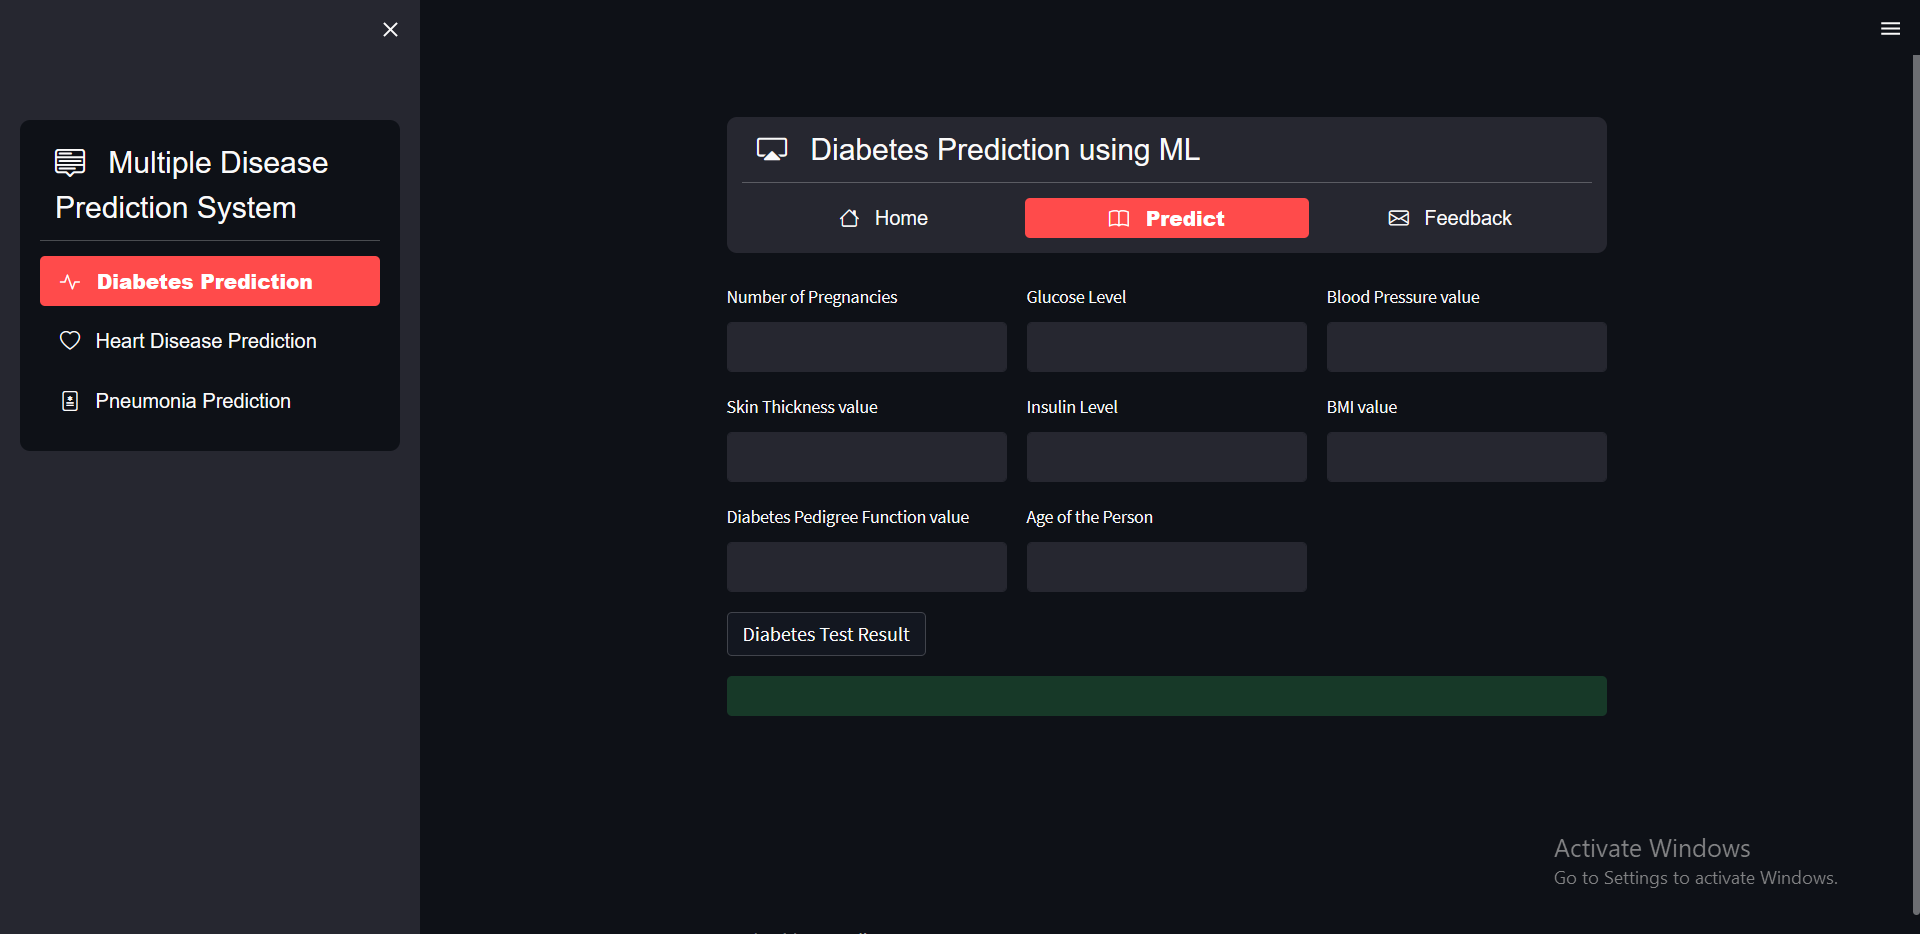 Multiple Disease
Prediction System
Diabetes Prediction
Heart Disease Prediction
Pneumonia Prediction
Diabetes Prediction using ML
Home Predict Feedback
Number of Pregnancies Glucose Level Blood Pressure value
Skin Thickness value Insulin Level BMI value
Diabetes Pedigree Function value Age of the Person
Diabetes Test Result
Activate Windows
Go to Settings to activate Windows.